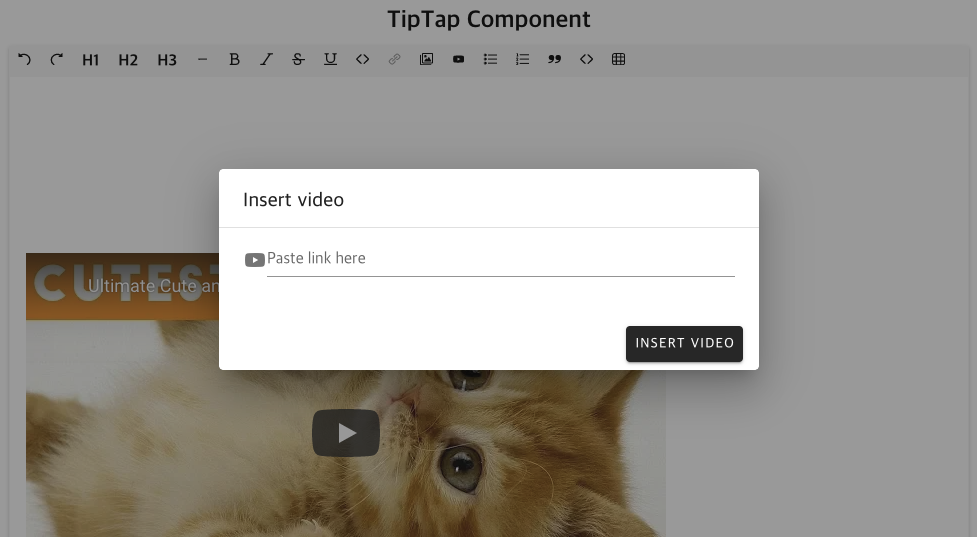 TipTap Component
H1 H2 H3 B I S U
Insert video
Paste link here
CUTEST
Ultimate Cute an
INSERT VIDEO